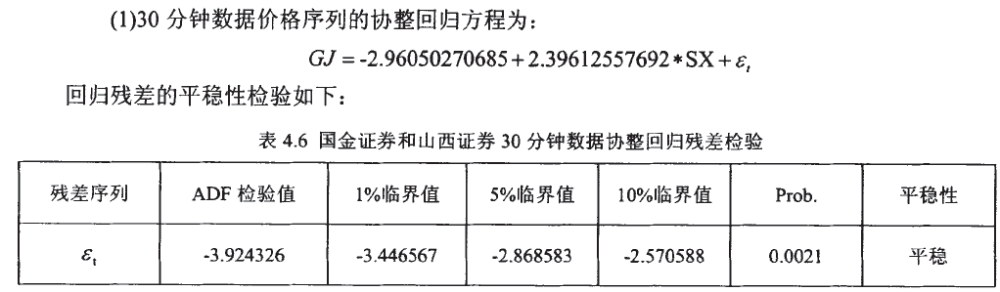 (1)30 分钟数据价格序列的协整回归方程为：
GJ = -2.96050270685+2.39612557692*SX+εt
回归残差的平稳性检验如下：
表 4.6 国金证券和山西证券 30 分钟数据协整回归残差检验
残差序列 ADF 检验值 1%临界值 5%临界值 10%临界值 Prob. 平稳性
εt -3.924326 -3.446567 -2.868583 -2.570588 0.0021 平稳